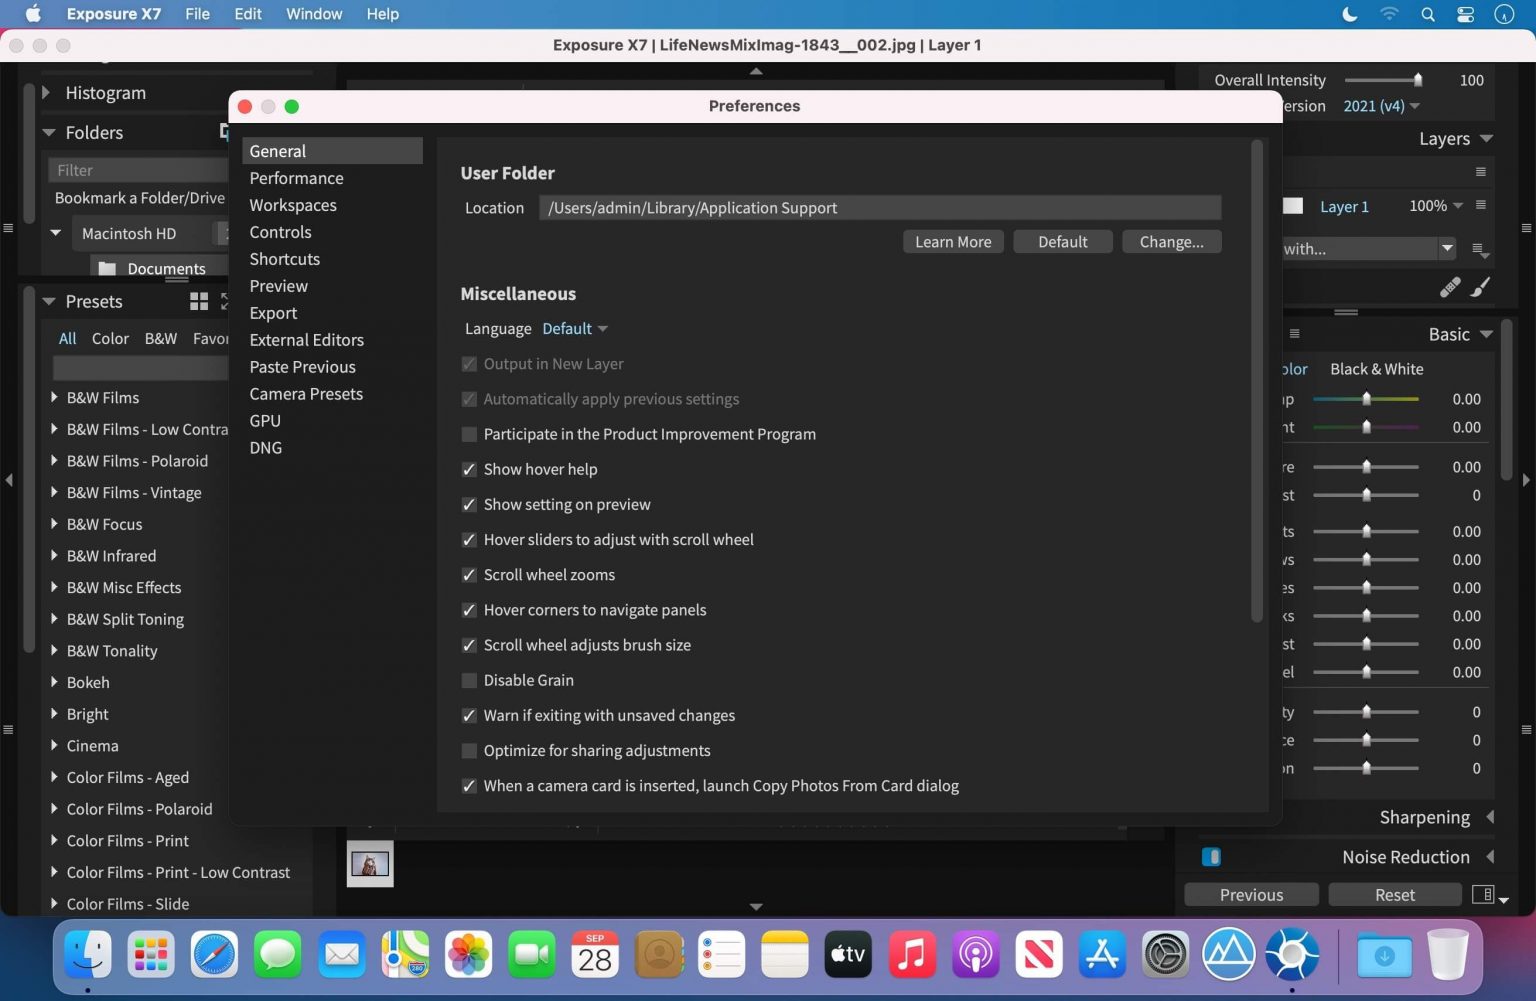 Exposure X7 File Edit Window Help
Exposure X7 | LifeNewsMixImag-1843__002.jpg | Layer 1
Histogram
Folders
Filter
Bookmark a Folder/Drive
Macintosh HD
Documents
Presets
All Color B&W
B&W Films
B&W Films - Low Contra
B&W Films - Polaroid
B&W Films - Vintage
B&W Focus
B&W Infrared
B&W Misc Effects
B&W Split Toning
B&W Tonality
Bokeh
Bright
Cinema
Color Films - Aged
Color Films - Polaroid
Color Films - Print
Color Films - Print - Low Contrast
Color Films - Slide
Preferences
General
Performance
Workspaces
Controls
Shortcuts
Preview
Export
External Editors
Paste Previous
Camera Presets
GPU
DNG
User Folder
Location /Users/admin/Library/Application Support
Learn More Default Change...
Miscellaneous
Language Default
Output in New Layer
Automatically apply previous settings
Participate in the Product Improvement Program
Show hover help
Show setting on preview
Hover sliders to adjust with scroll wheel
Scroll wheel zooms
Hover corners to navigate panels
Scroll wheel adjusts brush size
Disable Grain
Warn if exiting with unsaved changes
Optimize for sharing adjustments
When a camera card is inserted, launch Copy Photos From Card dialog
Overall Intensity 100
ersion 2021 (v4)
Layers
Layer 1 100%
with...
Basic
olor Black & White
0.00
0.00
0.00
0
0.00
0.00
0.00
0.00
0.00
0.00
0
0
0
Sharpening
Noise Reduction
Previous Reset
280
SEP
28
tv